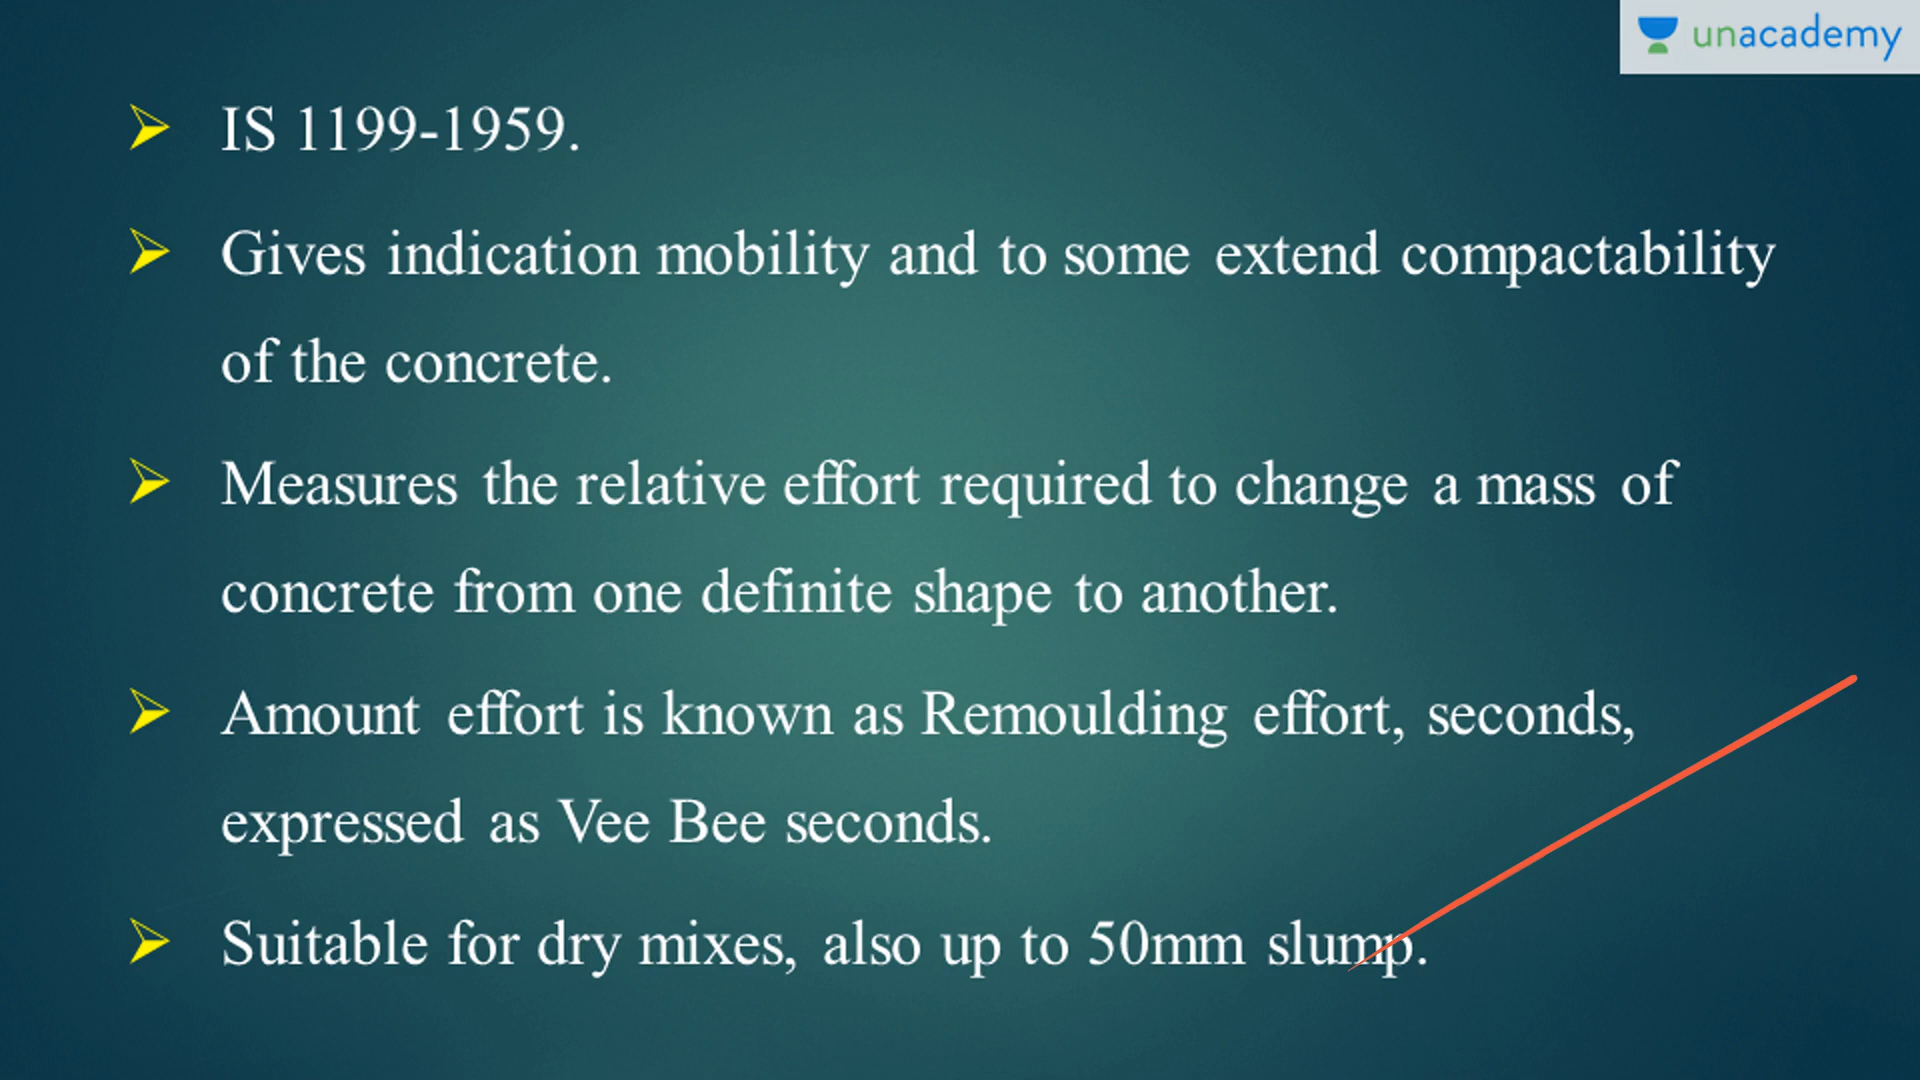 unacademy
IS 1199-1959.
Gives indication mobility and to some extend compactability
of the concrete.
Measures the relative effort required to change a mass of
concrete from one definite shape to another.
Amount effort is known as Remoulding effort, seconds,
expressed as Vee Bee seconds.
Suitable for dry mixes, also up to 50mm slump.